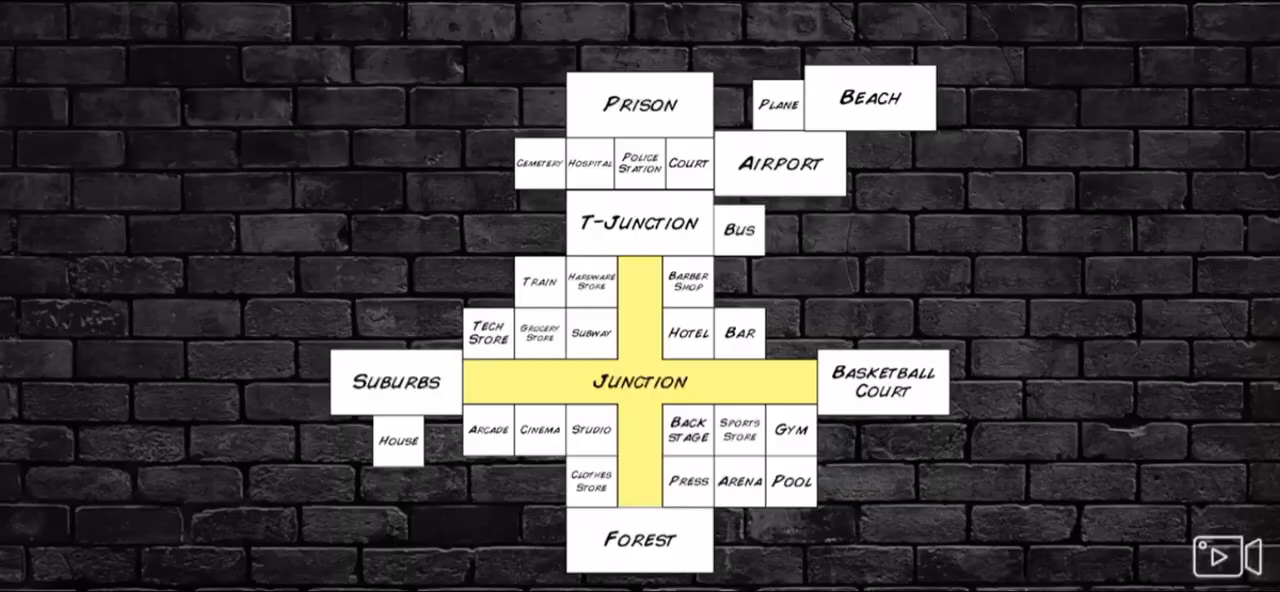 PRISON
PLANE
BEACH
CEMETERY
HOSPITAL
POLICE
STATION
COURT
AIRPORT
T-JUNCTION
BUS
TRAIN
HARDWARE
STORE
BARBER
SHOP
TECH
STORE
GROCERY
STORE
SUBWAY
HOTEL
BAR
SUBURBS
JUNCTION
BASKETBALL
COURT
HOUSE
ARCADE
CINEMA
STUDIO
BACK
STAGE
SPORTS
STORE
GYM
CLOTHES
STORE
PRESS
ARENA
POOL
FOREST